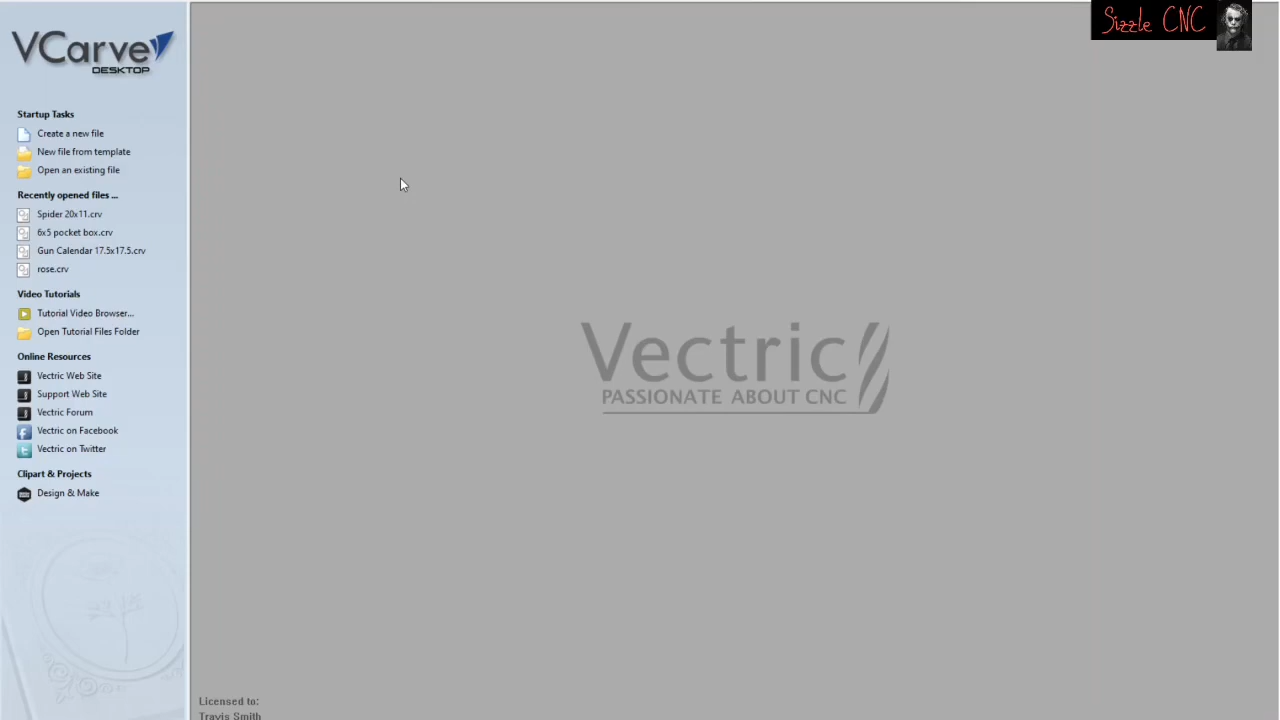 VCarve
DESKTOP
Startup Tasks
Create a new file
New file from template
Open an existing file
Recently opened files ...
Spider 20x11.crv
6x5 pocket box.crv
Gun Calendar 17.5x17.5.crv
rose.crv
Video Tutorials
Tutorial Video Browser...
Open Tutorial Files Folder
Online Resources
Vectric Web Site
Support Web Site
Vectric Forum
Vectric on Facebook
Vectric on Twitter
Clipart & Projects
Design & Make
Sizzle CNC
Vectric
PASSIONATE ABOUT CNC
Licensed to:
Travis Smith